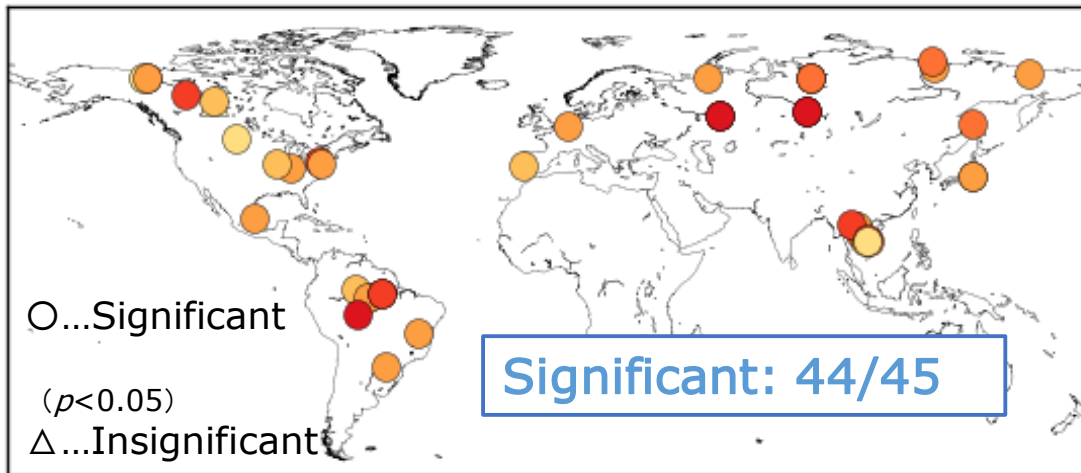 ○...Significant
Significant: 44/45
（p<0.05）
△...Insignificant